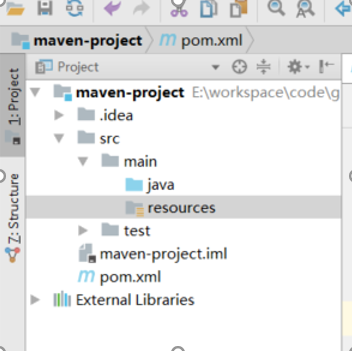 maven-project pom.xml
Project
maven-project E:\workspace\code\g
.idea
src
main
java
resources
test
maven-project.iml
pom.xml
External Libraries
1: Project
Z: Structure